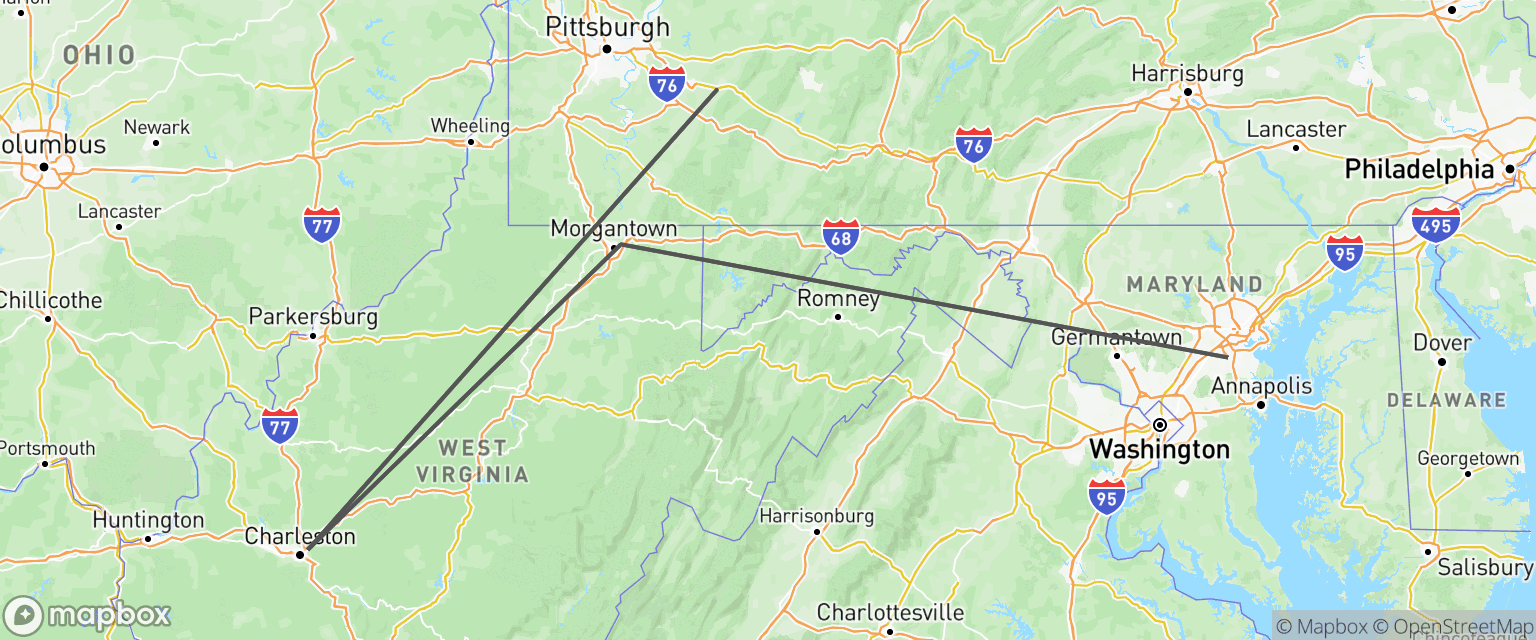 Pittsburgh
OHIO
76
Harrisburg
Newark
Wheeling
Lancaster
olumbus
76
Philadelphia
Lancaster
77
Morgantown
68
495
95
MARYLAND
Chillicothe
Romney
Parkersburg
Germantown
Dover
Annapolis
DELAWARE
77
WEST
VIRGINIA
Portsmouth
Washington
Georgetown
95
Huntington
Charleston
Harrisonburg
Salisbury
Charlottesville
mapbox
© Mapbox © OpenStreetMap